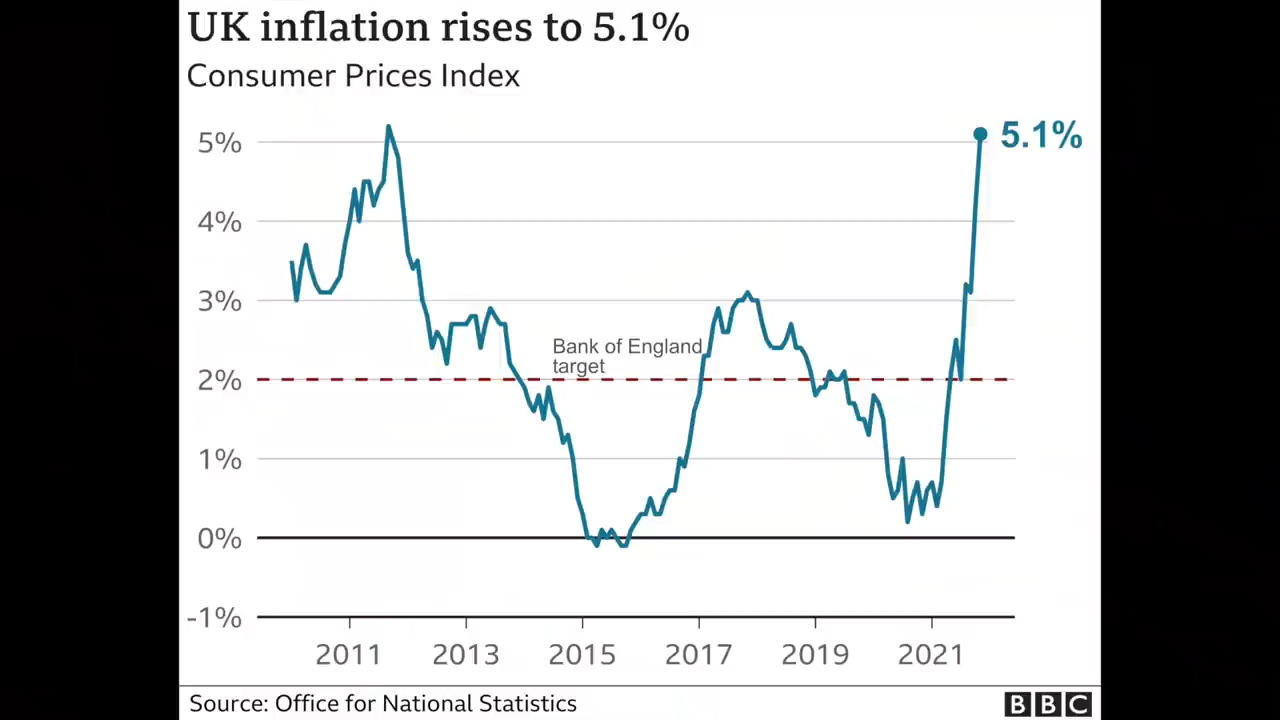 UK inflation rises to 5.1%
Consumer Prices Index
5%
5.1%
4%
3%
Bank of England
target
2%
1%
0%
-1%
2011 2013 2015 2017 2019 2021
Source: Office for National Statistics
BBC